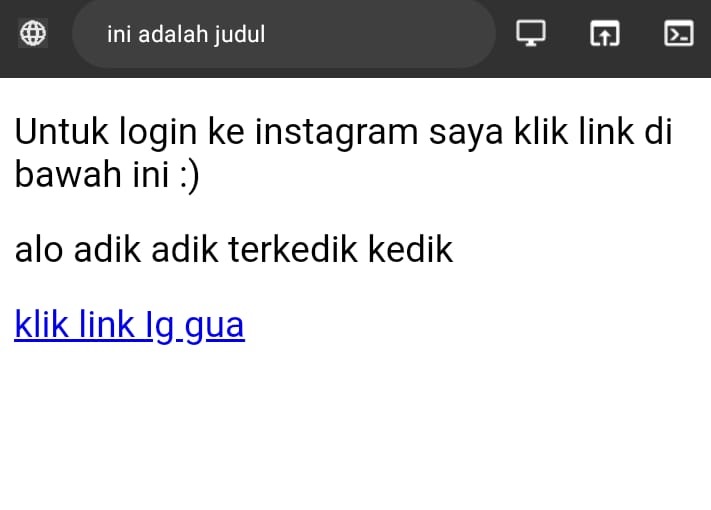 ini adalah judul
Untuk login ke instagram saya klik link di
bawah ini :)
alo adik adik terkedik kedik
klik link Ig gua